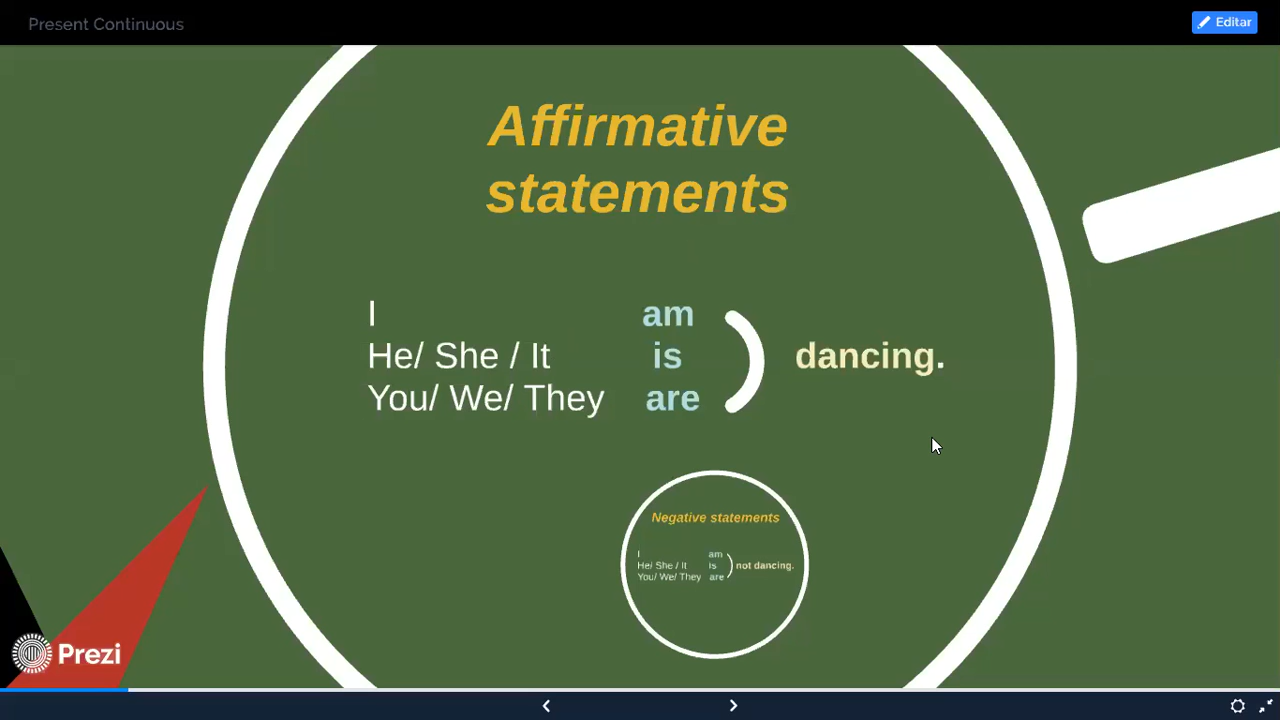 Present Continuous
Editar
Affirmative
statements
I am
He/ She / It is dancing.
You/ We/ They are
Negative statements
I am
He/ She / It is not dancing.
You/ We/ They are
Prezi